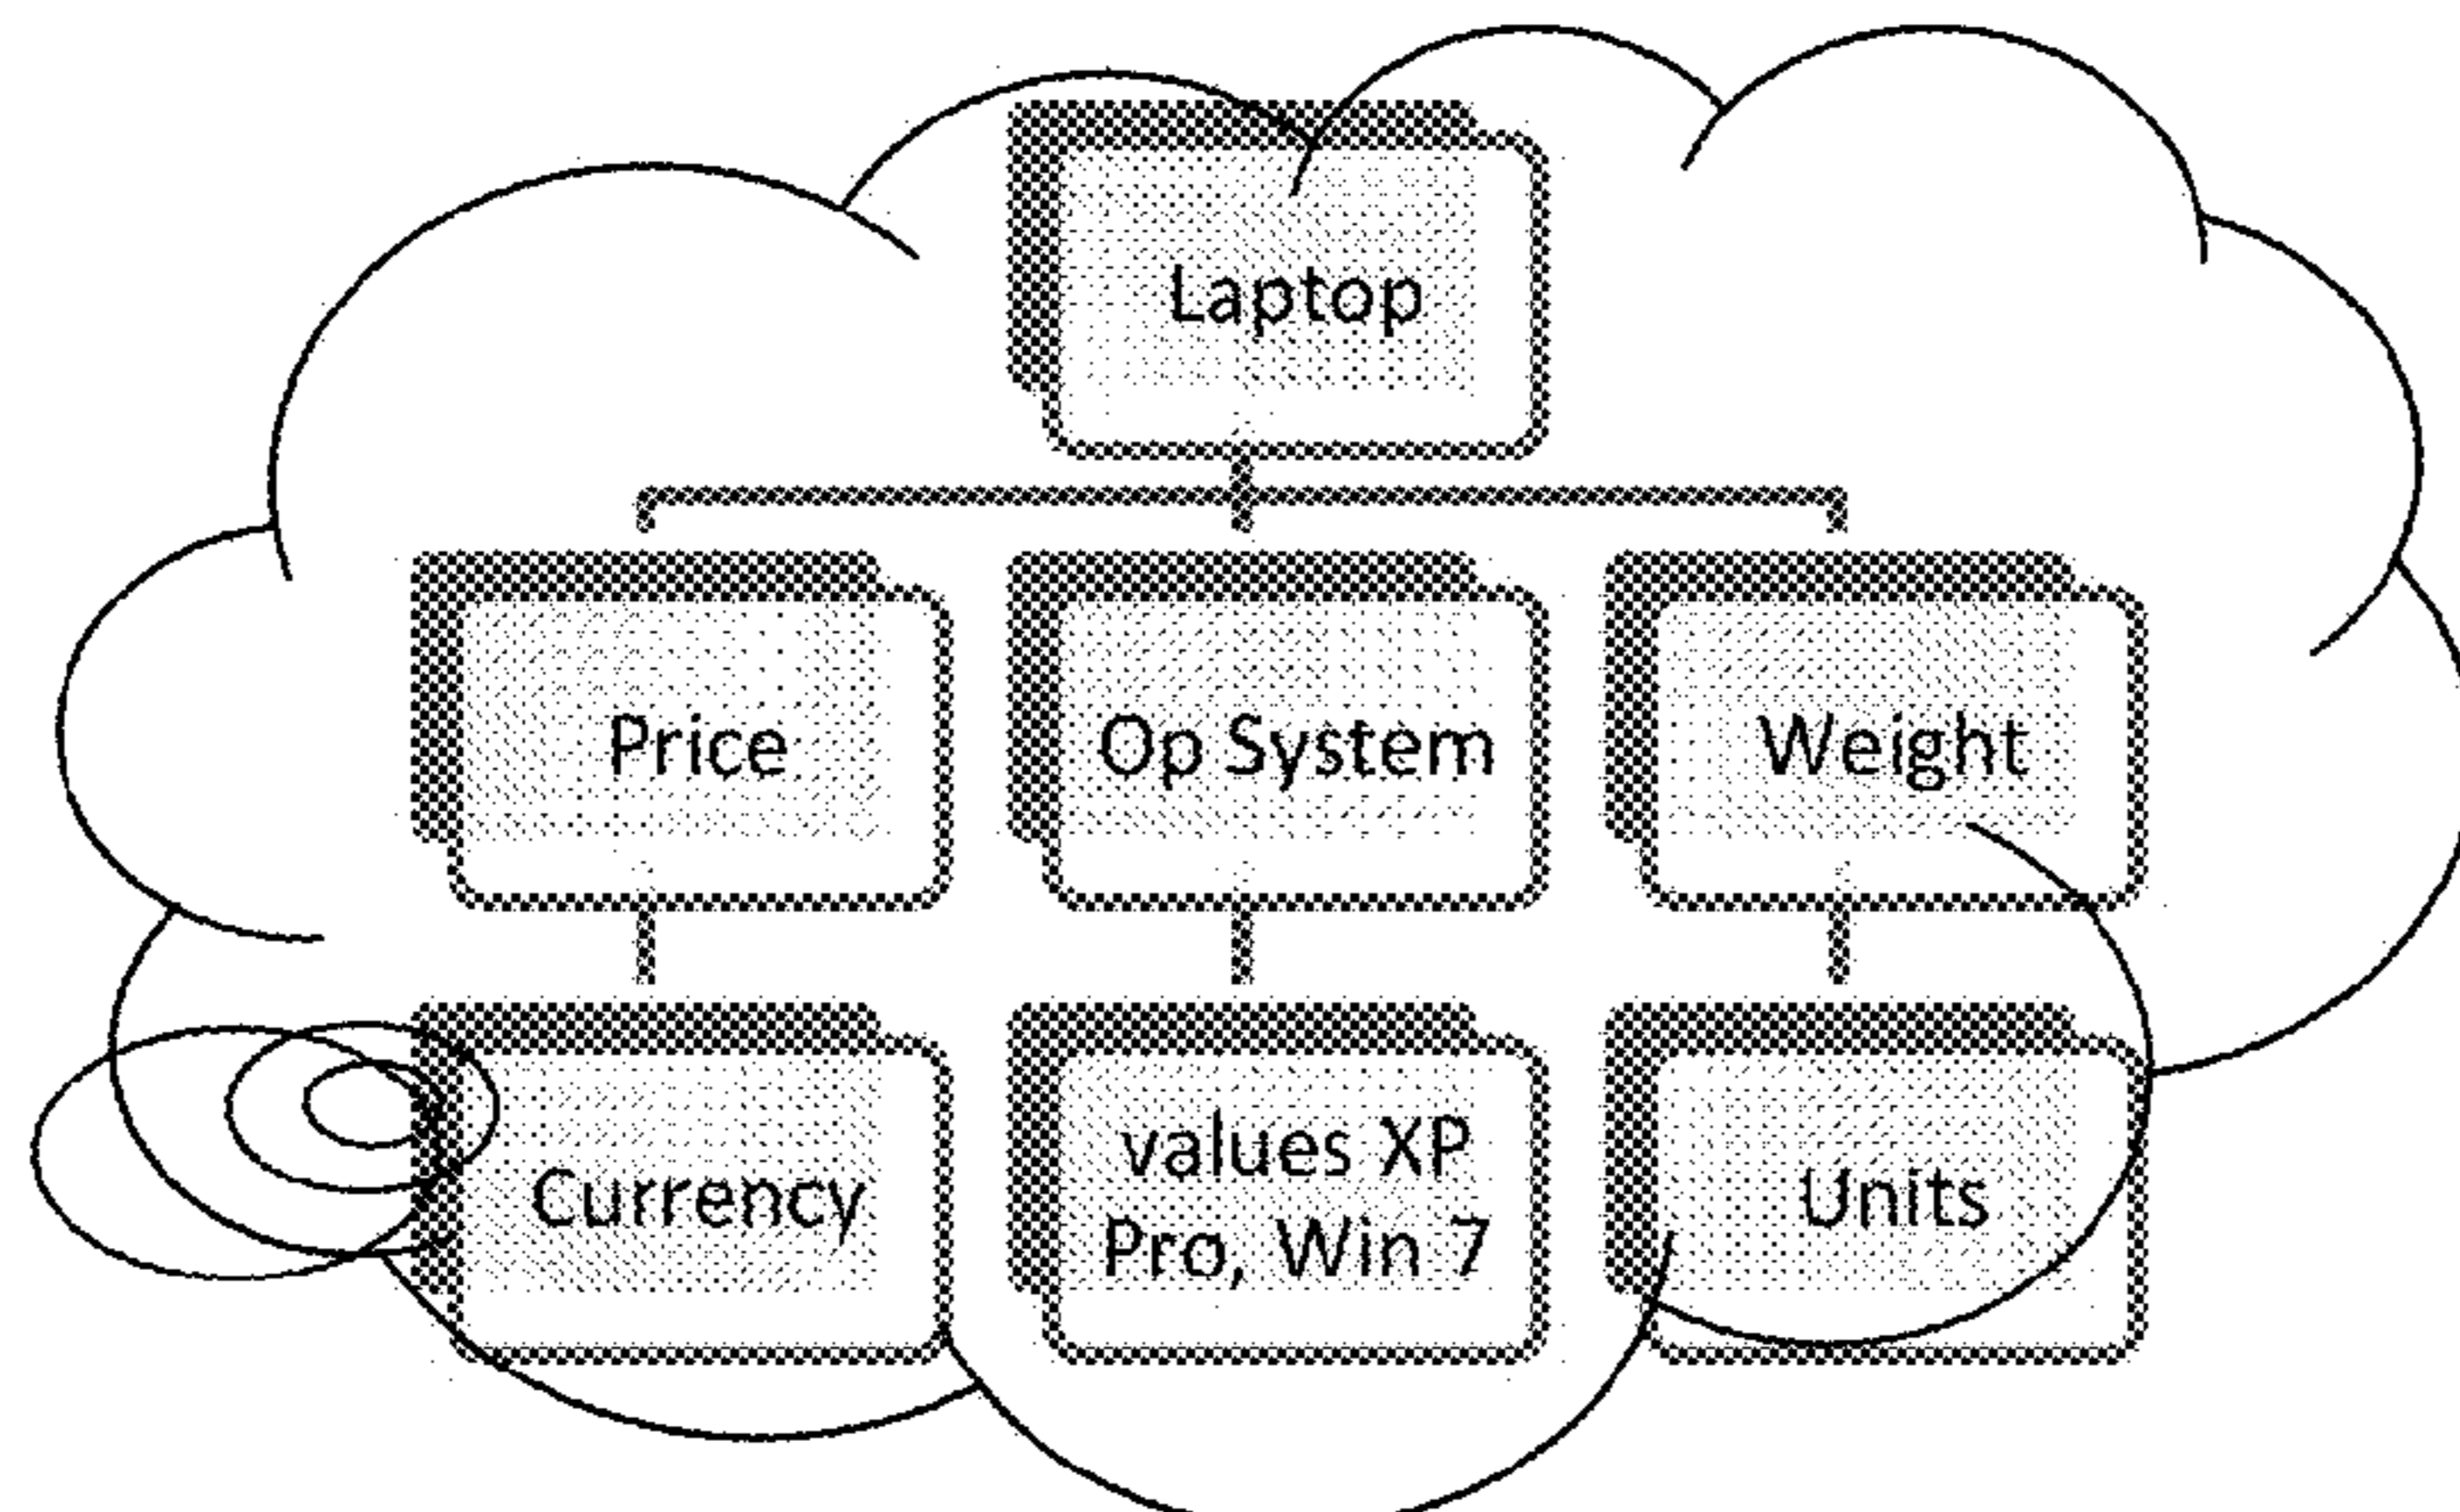 Laptop
Price
Op System
Weight
Currency
values XP
Pro, Win 7
Units